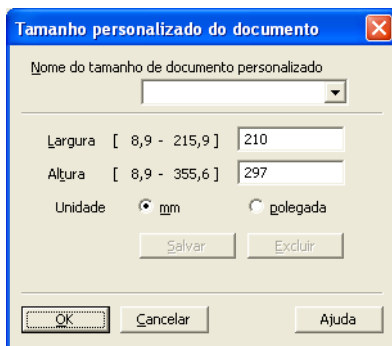 Tamanho personalizado do documento
Nome do tamanho de documento personalizado
Largura [ 8,9 - 215,9 ] 210
Altura [ 8,9 - 355,6 ] 297
Unidade mm polegada
Salvar Excluir
OK Cancelar Ajuda